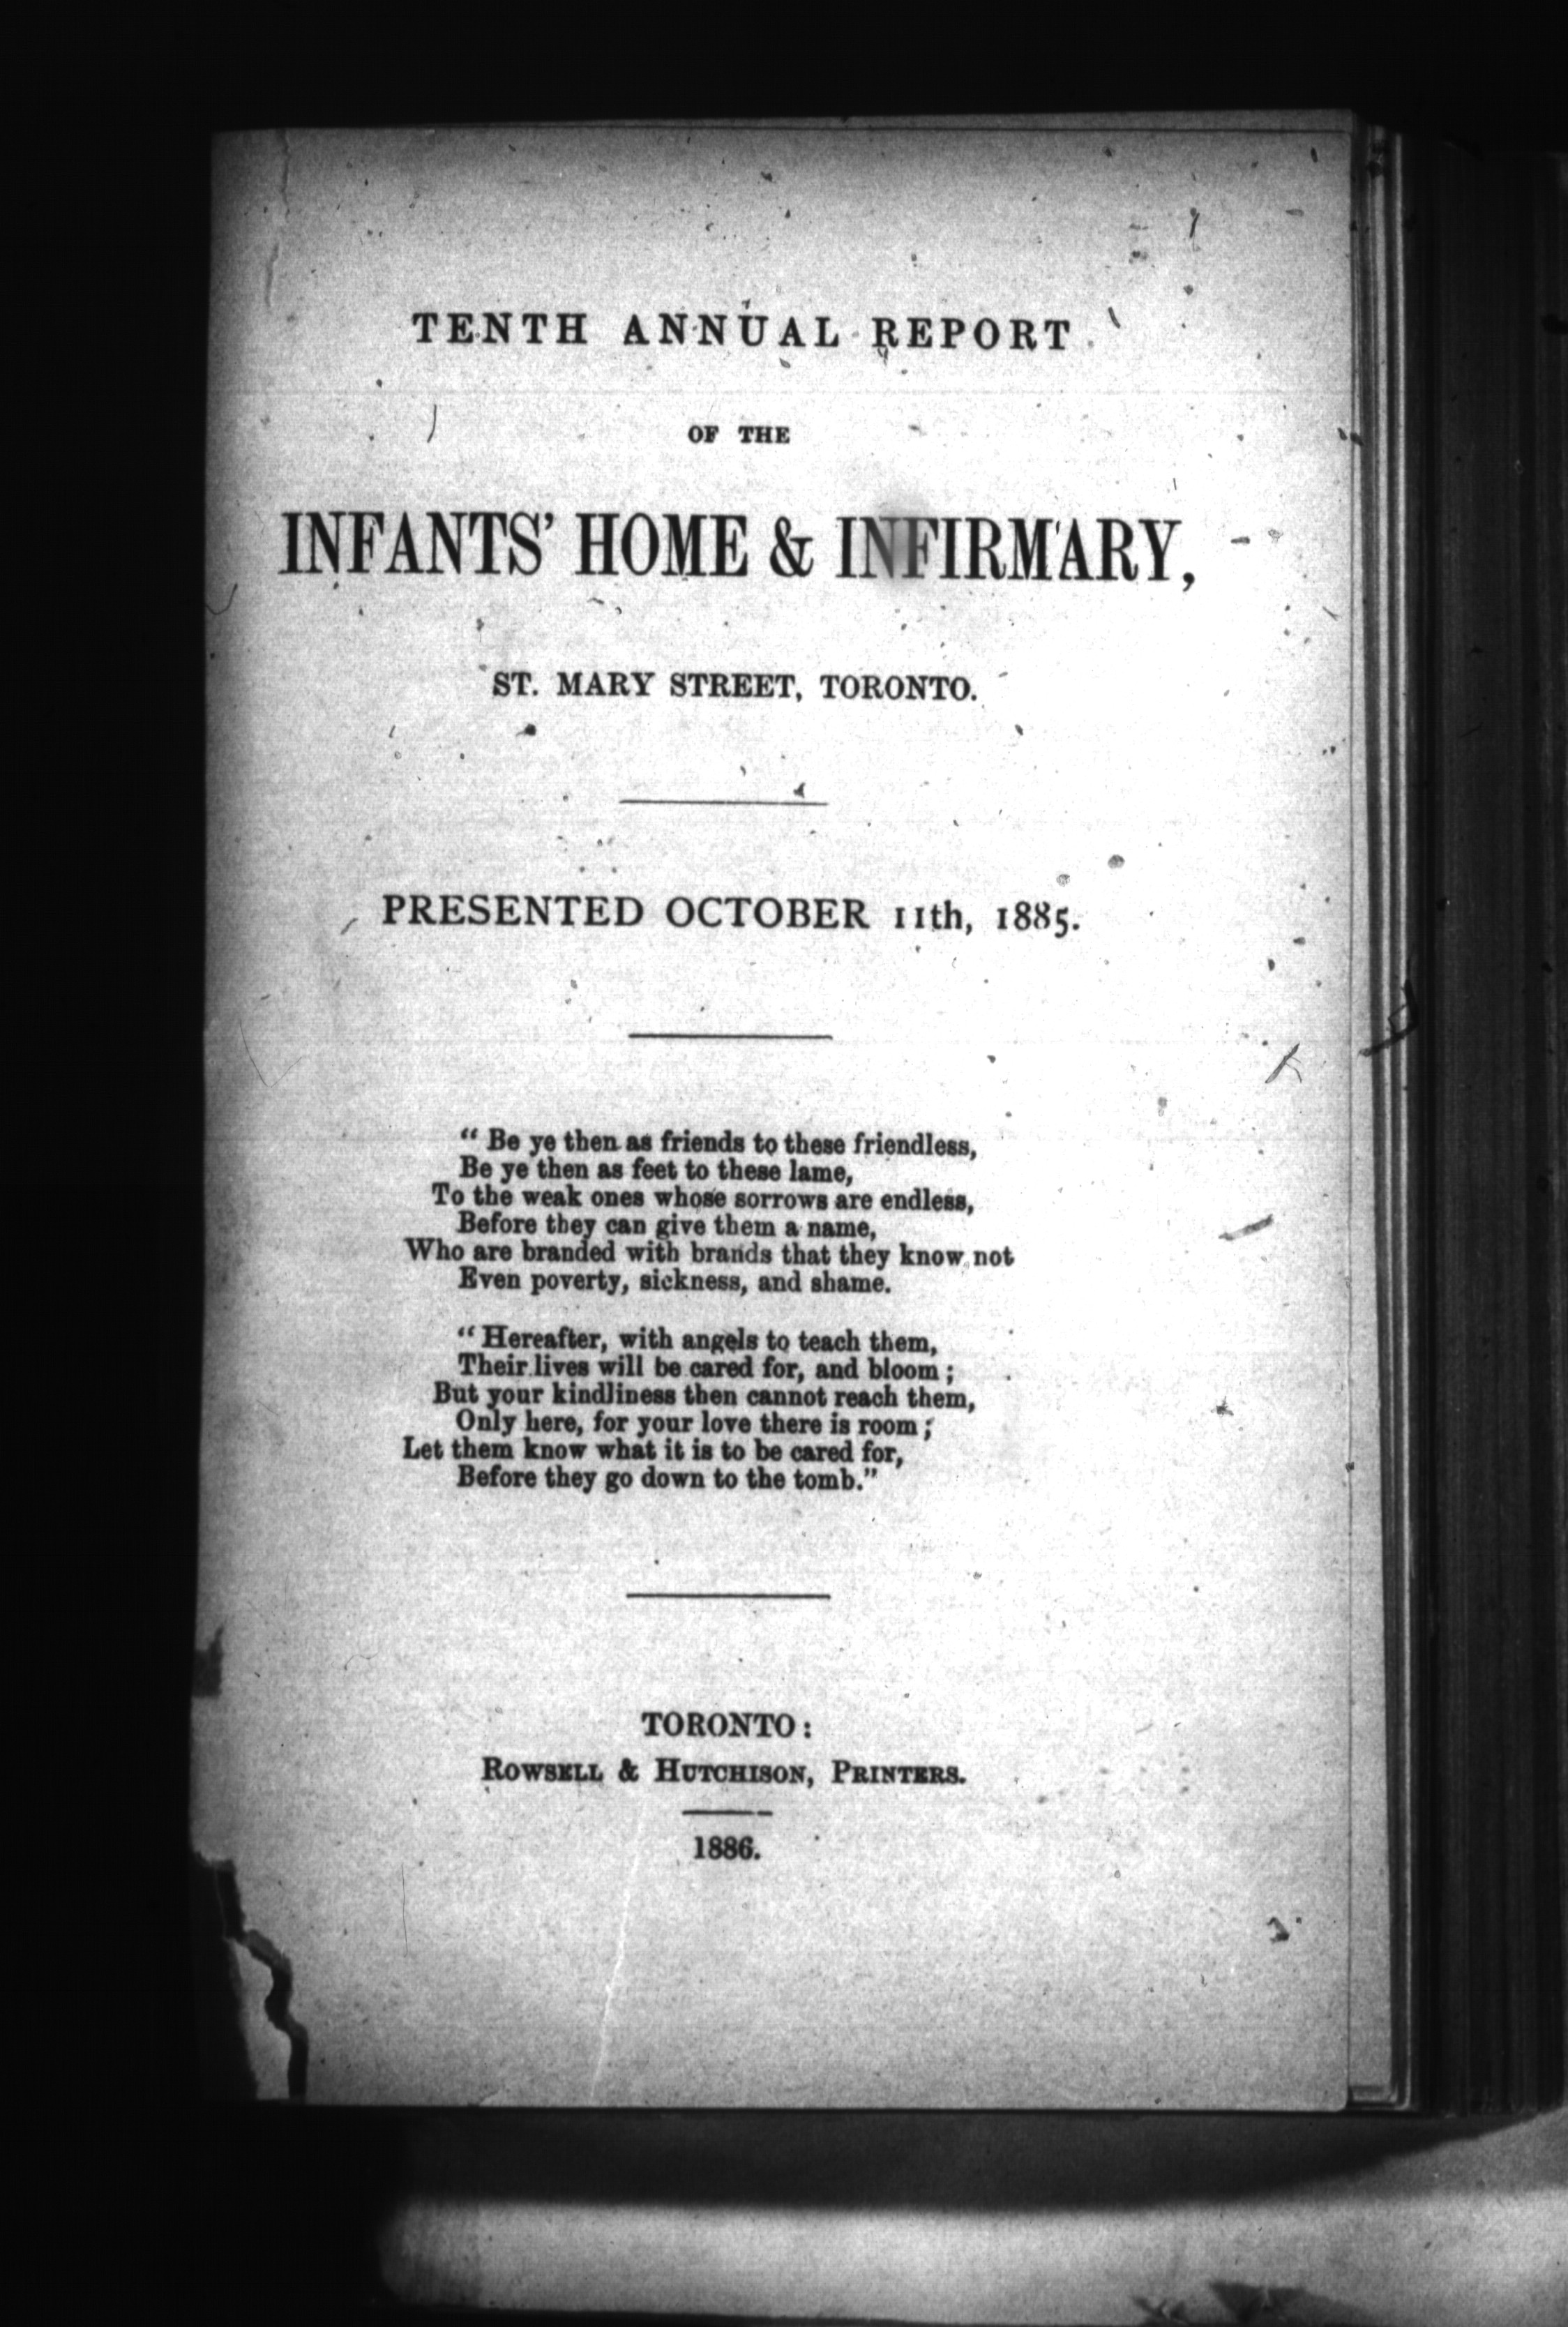 TENTH ANNUAL REPORT
OF THE
INFANTS' HOME & INFIRMARY,
ST. MARY STREET, TORONTO.
PRESENTED OCTOBER 11th, 1885.
“ Be ye then as friends to these friendless,
Be ye then as feet to these lame,
To the weak ones whose sorrows are endless,
Before they can give them a name,
Who are branded with brands that they know not
Even poverty, sickness, and shame.
“ Hereafter, with angels to teach them,
Their lives will be cared for, and bloom ;
But your kindliness then cannot reach them,
Only here, for your love there is room ;
Let them know what it is to be cared for,
Before they go down to the tomb.”
TORONTO :
ROWSELL & HUTCHISON, PRINTERS.
1886.